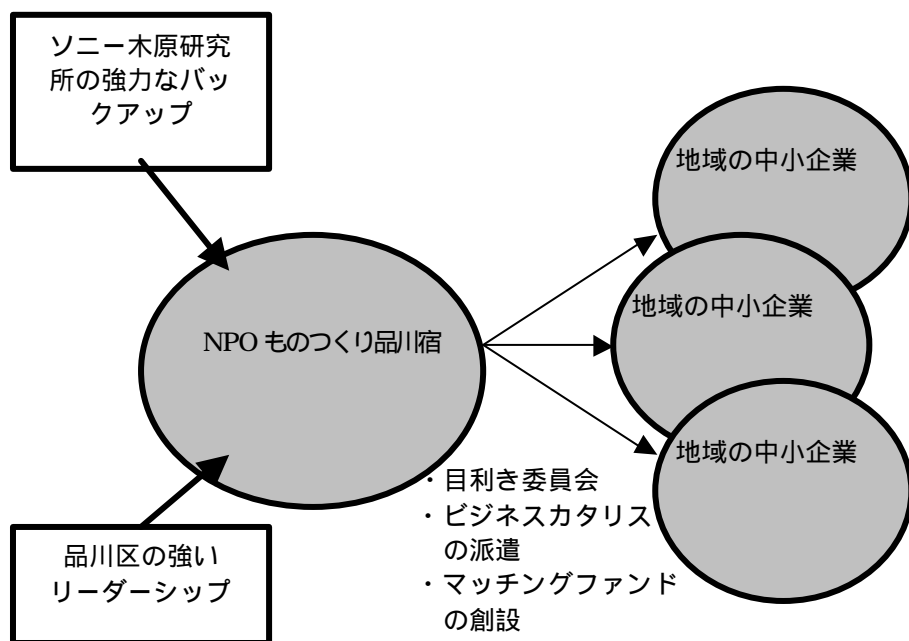 ソニー木原研究
所の強力なバッ
クアップ
地域の中小企業
地域の中小企業
NPO ものつくり品川宿
地域の中小企業
・目利き委員会
・ビジネスカタリス
の派遣
・マッチングファンド
の創設
品川区の強い
リーダーシップ